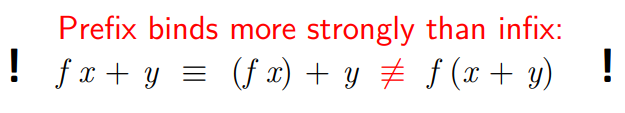 Prefix binds more strongly than infix:
! f x + y ≡ (f x) + y ≢ f (x + y) !